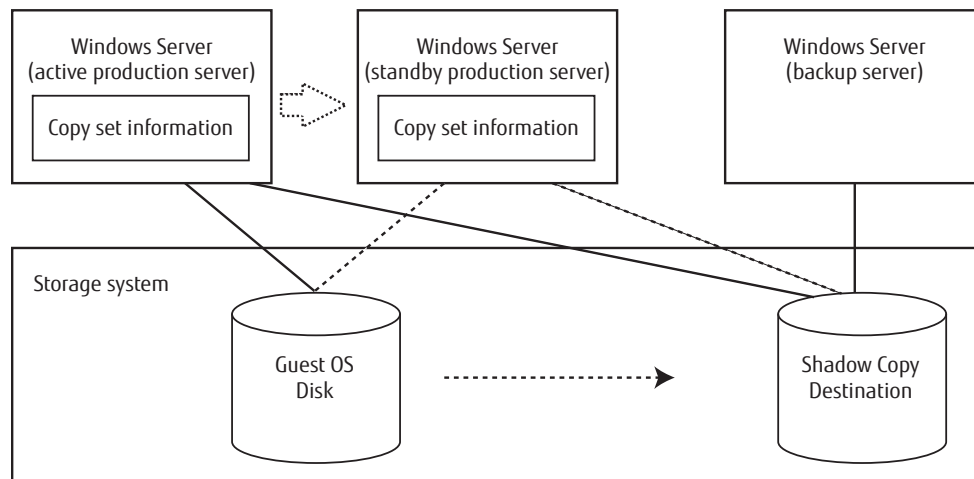 Windows Server
(active production server)
Copy set information
Windows Server
(standby production server)
Copy set information
Windows Server
(backup server)
Storage system
Guest OS
Disk
Shadow Copy
Destination